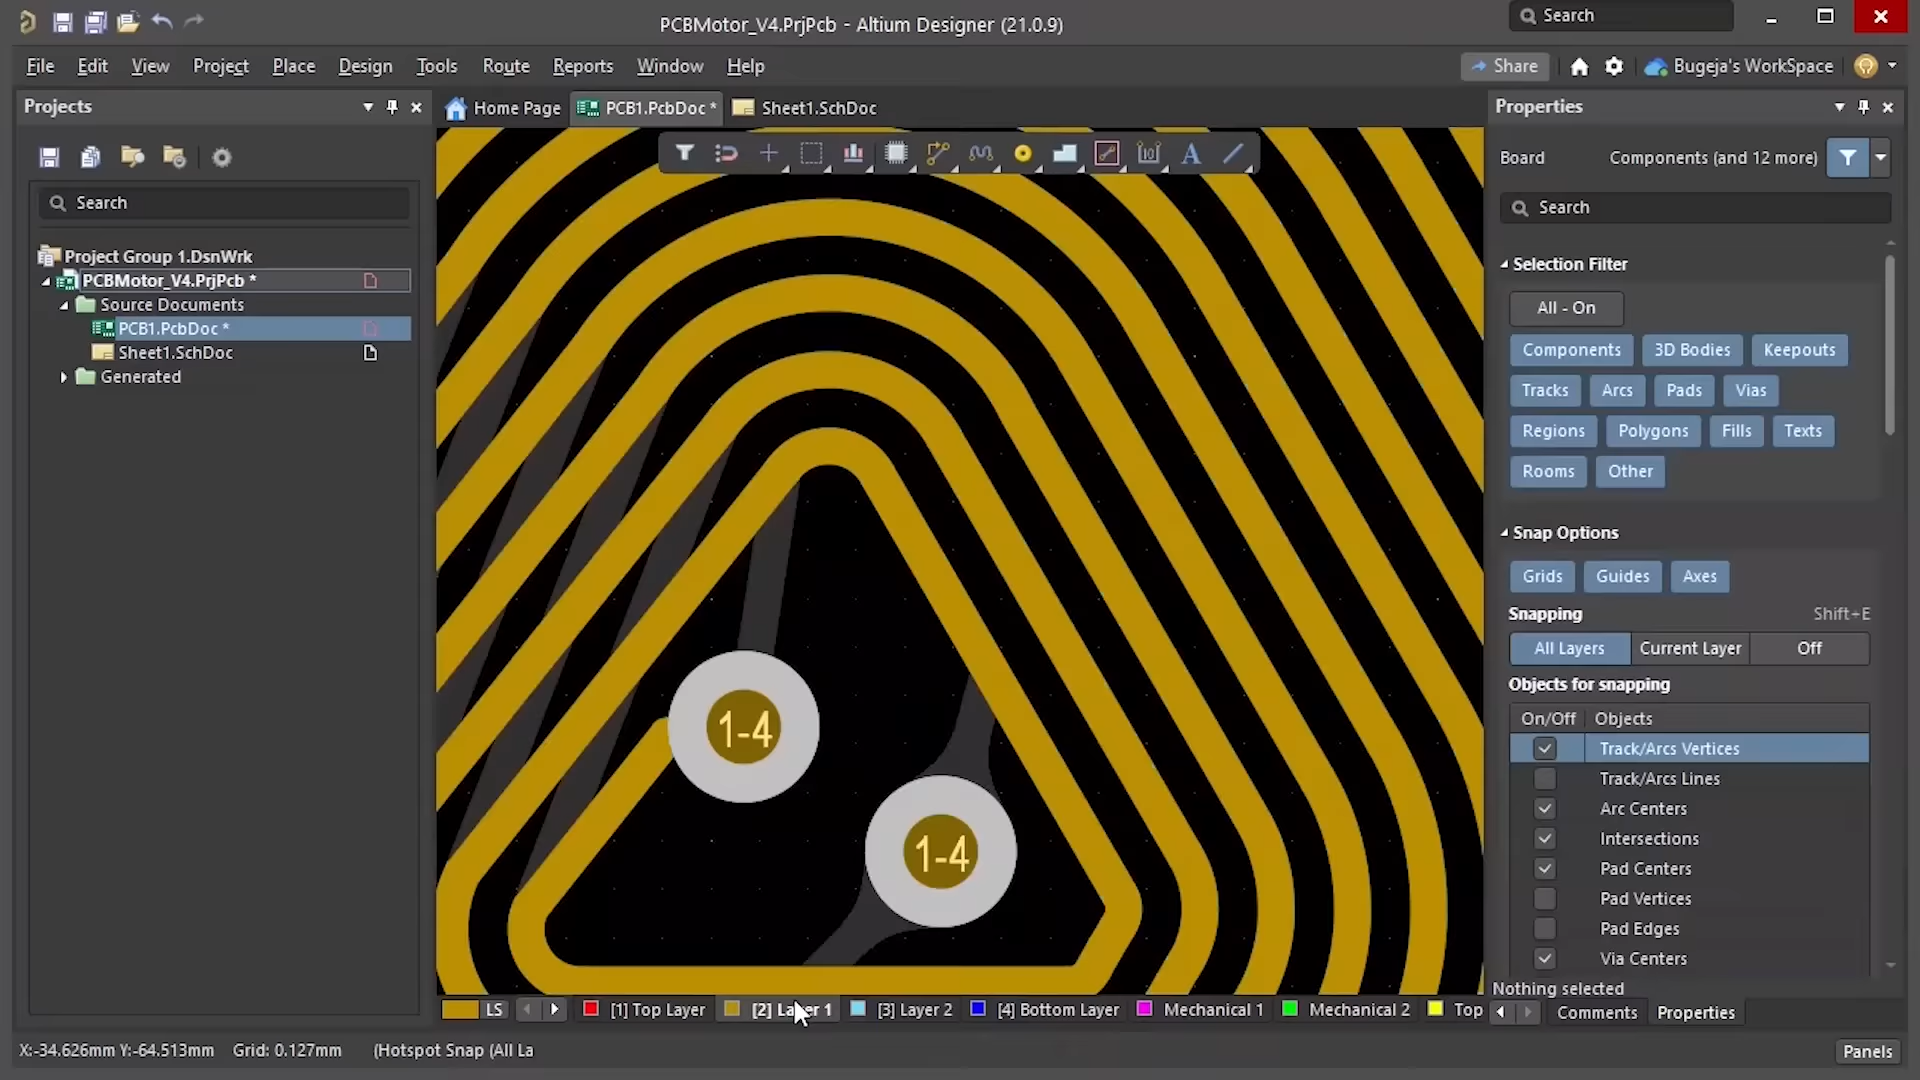 PCBMotor_V4.PrjPcb - Altium Designer (21.0.9)
Search
File Edit View Project Place Design Tools Route Reports Window Help
Share
Bugeja's WorkSpace
Projects
Home Page
PCB1.PcbDoc *
Sheet1.SchDoc
Properties
Board
Components (and 12 more)
Search
Search
Project Group 1.DsnWrk
PCBMotor_V4.PrjPcb *
Source Documents
PCB1.PcbDoc *
Sheet1.SchDoc
Generated
1-4
1-4
Selection Filter
All - On
Components 3D Bodies Keepouts
Tracks Arcs Pads Vias
Regions Polygons Fills Texts
Rooms Other
Snap Options
Grids Guides Axes
Snapping Shift+E
All Layers Current Layer Off
Objects for snapping
On/Off Objects
Track/Arcs Vertices
Track/Arcs Lines
Arc Centers
Intersections
Pad Centers
Pad Vertices
Pad Edges
Via Centers
Nothing selected
LS [1] Top Layer [2] Layer 1 [3] Layer 2 [4] Bottom Layer Mechanical 1 Mechanical 2 Top
Comments Properties
X:-34.626mm Y:-64.513mm Grid: 0.127mm (Hotspot Snap (All La
Panels